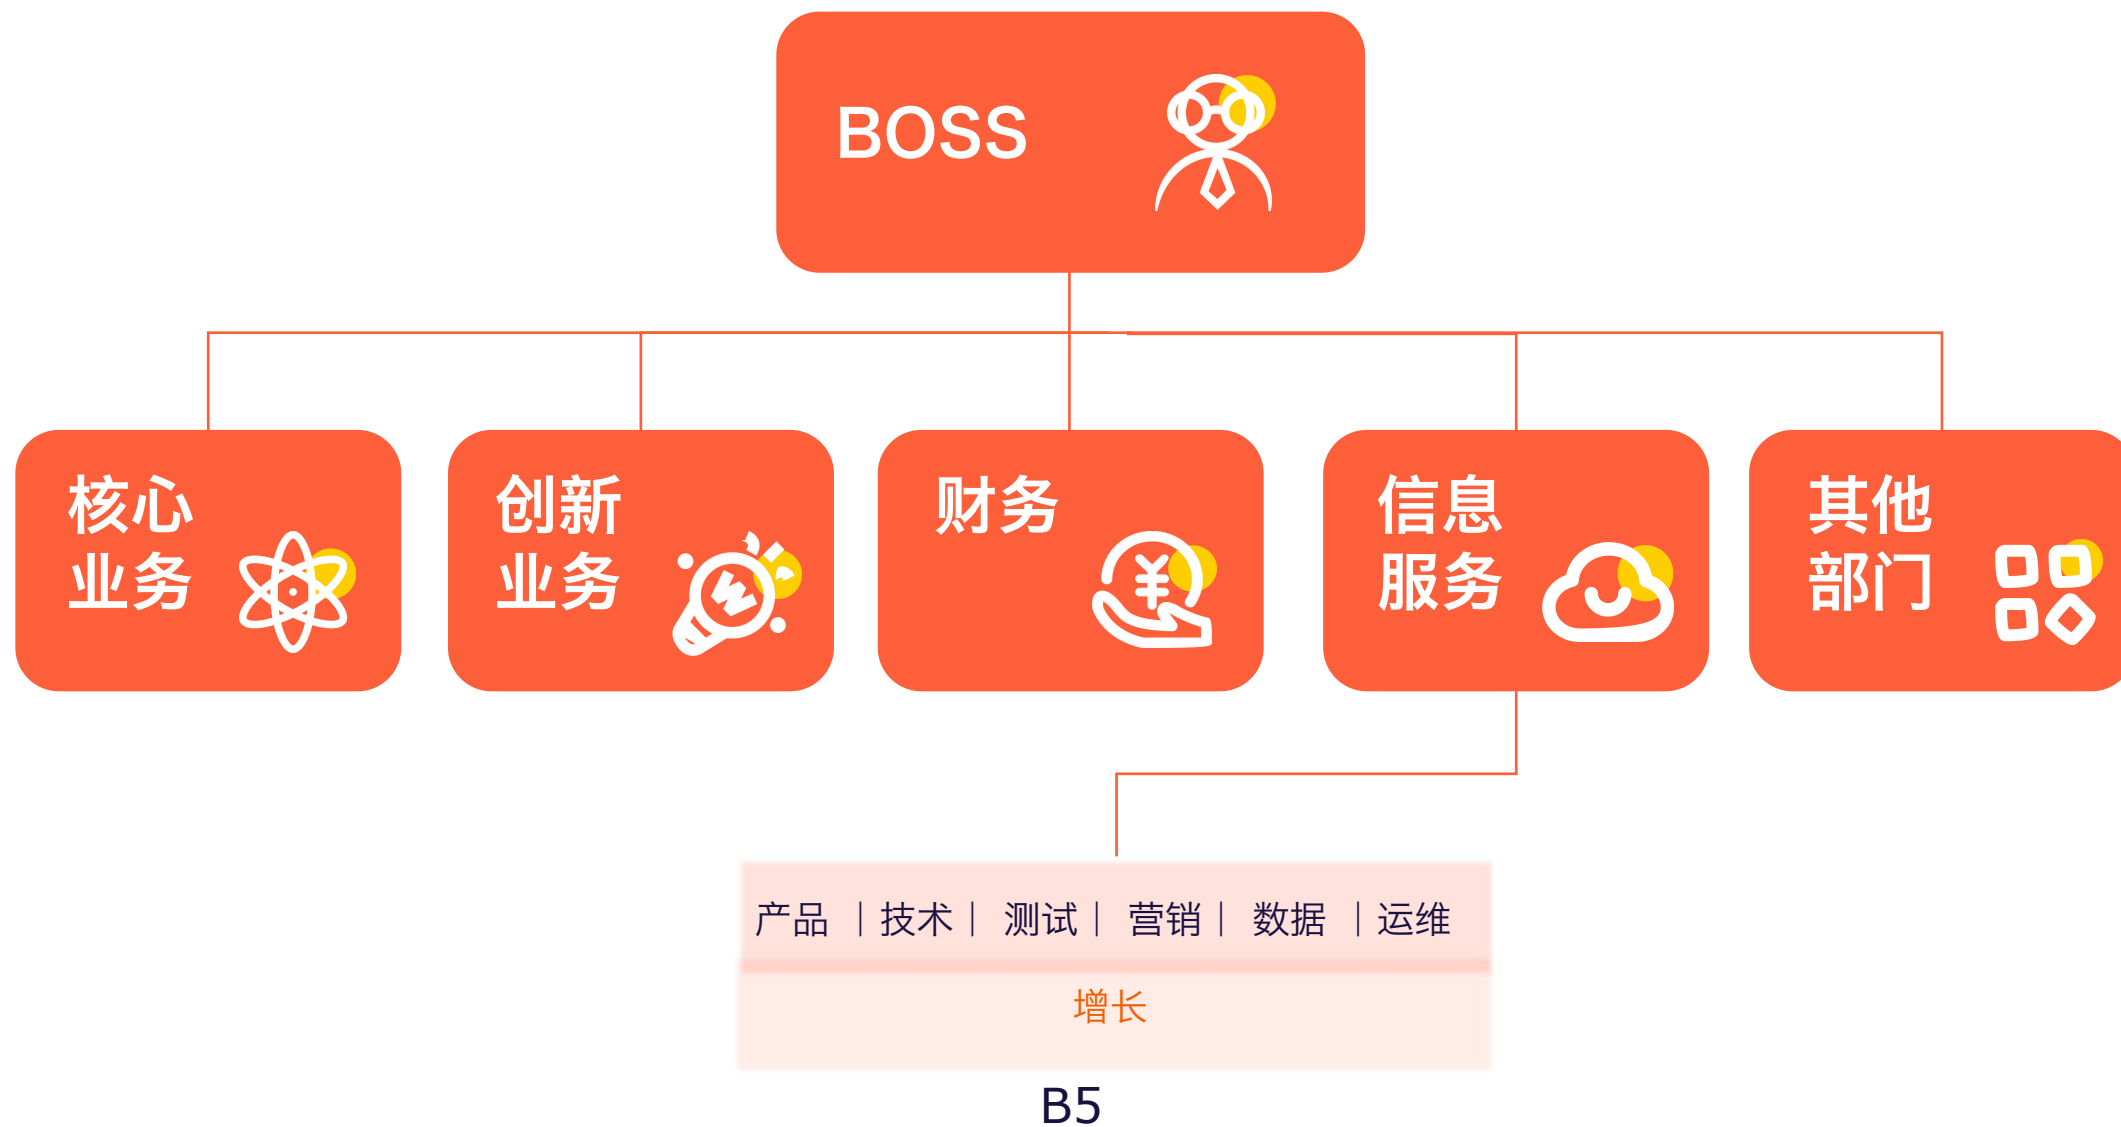 BOSS
核心
业务
创新
业务
财务
信息
服务
其他
部门
产品 ｜技术｜ 测试｜ 营销｜ 数据 ｜运维
增长
B5